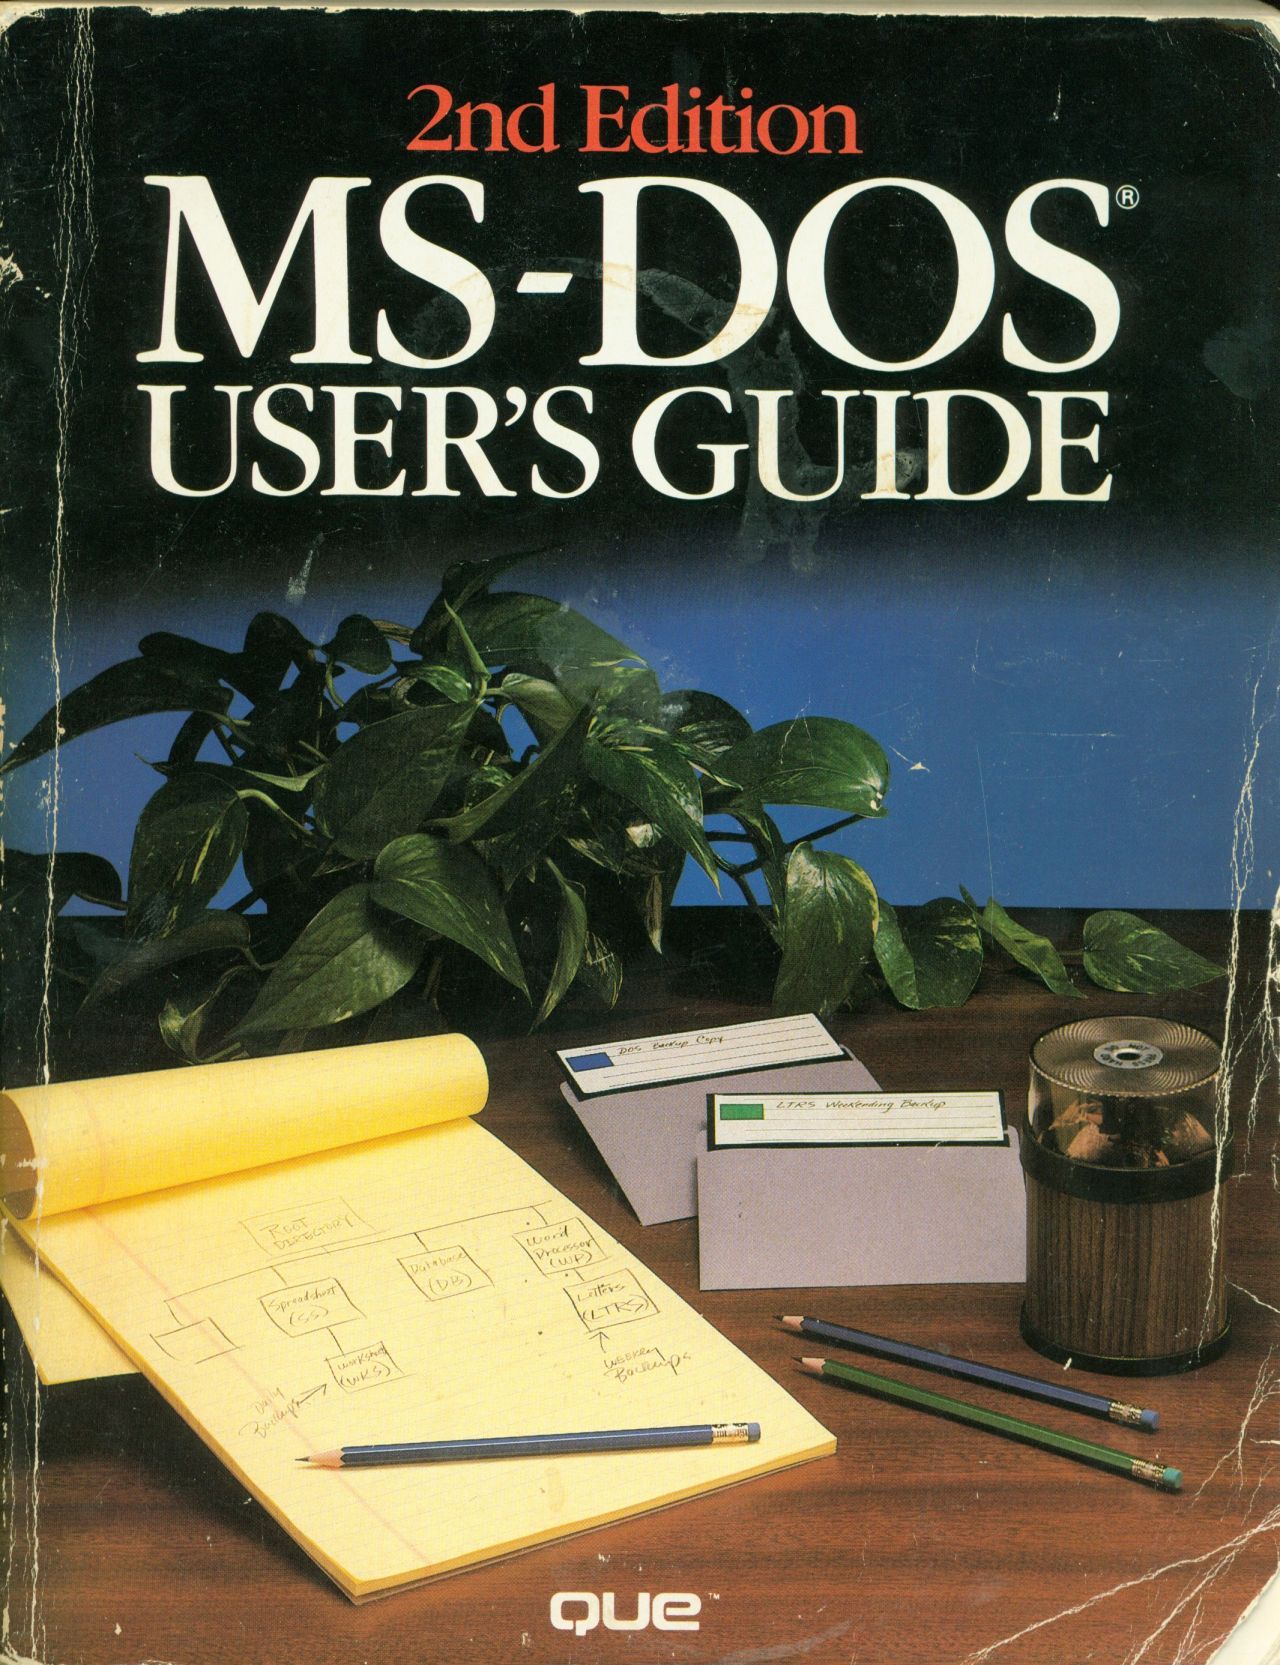 2nd Edition
MS-DOS®
USER'S GUIDE
DOS Backup Copy
LTRS Weekending Backup
ROOT
DIRECTORY
Word
Processor
(WP)
Database
(DB)
Spreadsheet
(SS)
Letters
(LTRS)
Worksheet
(WKS)
WEEKLY
Backups
Daily
Backups
QUE™